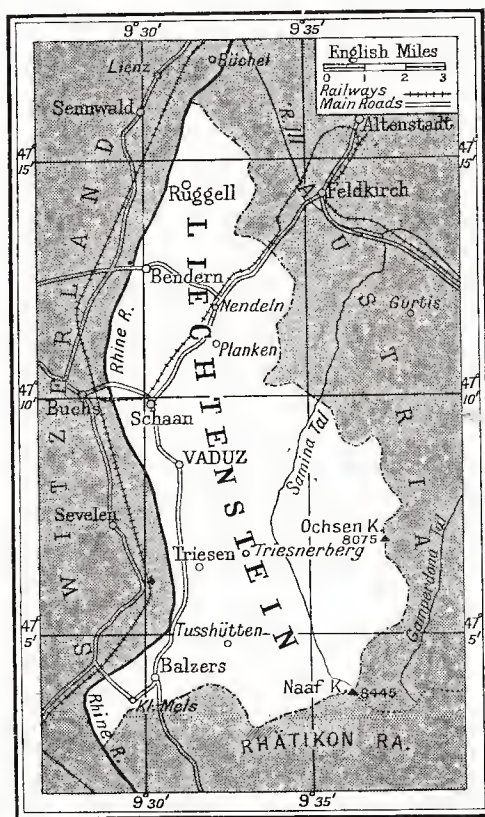 9° 30'
9° 35'
English Miles
0 1 2 3
Railways
Main Roads
Lienz
Büchel
Sennwald
R. Ill
Altenstadt
47°
15'
47°
15'
Ruggell
Feldkirch
SWITZERLAND
LIECHTENSTEIN
AUSTRIA
Bendern
Nendeln
Gurtis
Rhine R.
Planken
47°
10'
47°
10'
Buchs
Schaan
Samina Tal
VADUZ
Sevelen
Ochsen K.
8075
Triesen
Triesnerberg
Gamperdona Tal
47°
5'
47°
5'
Tusshütten
Balzers
Naaf K.
8445
Kl. Mels
Rhine R.
RHÄTIKON RA.
9° 30'
9° 35'